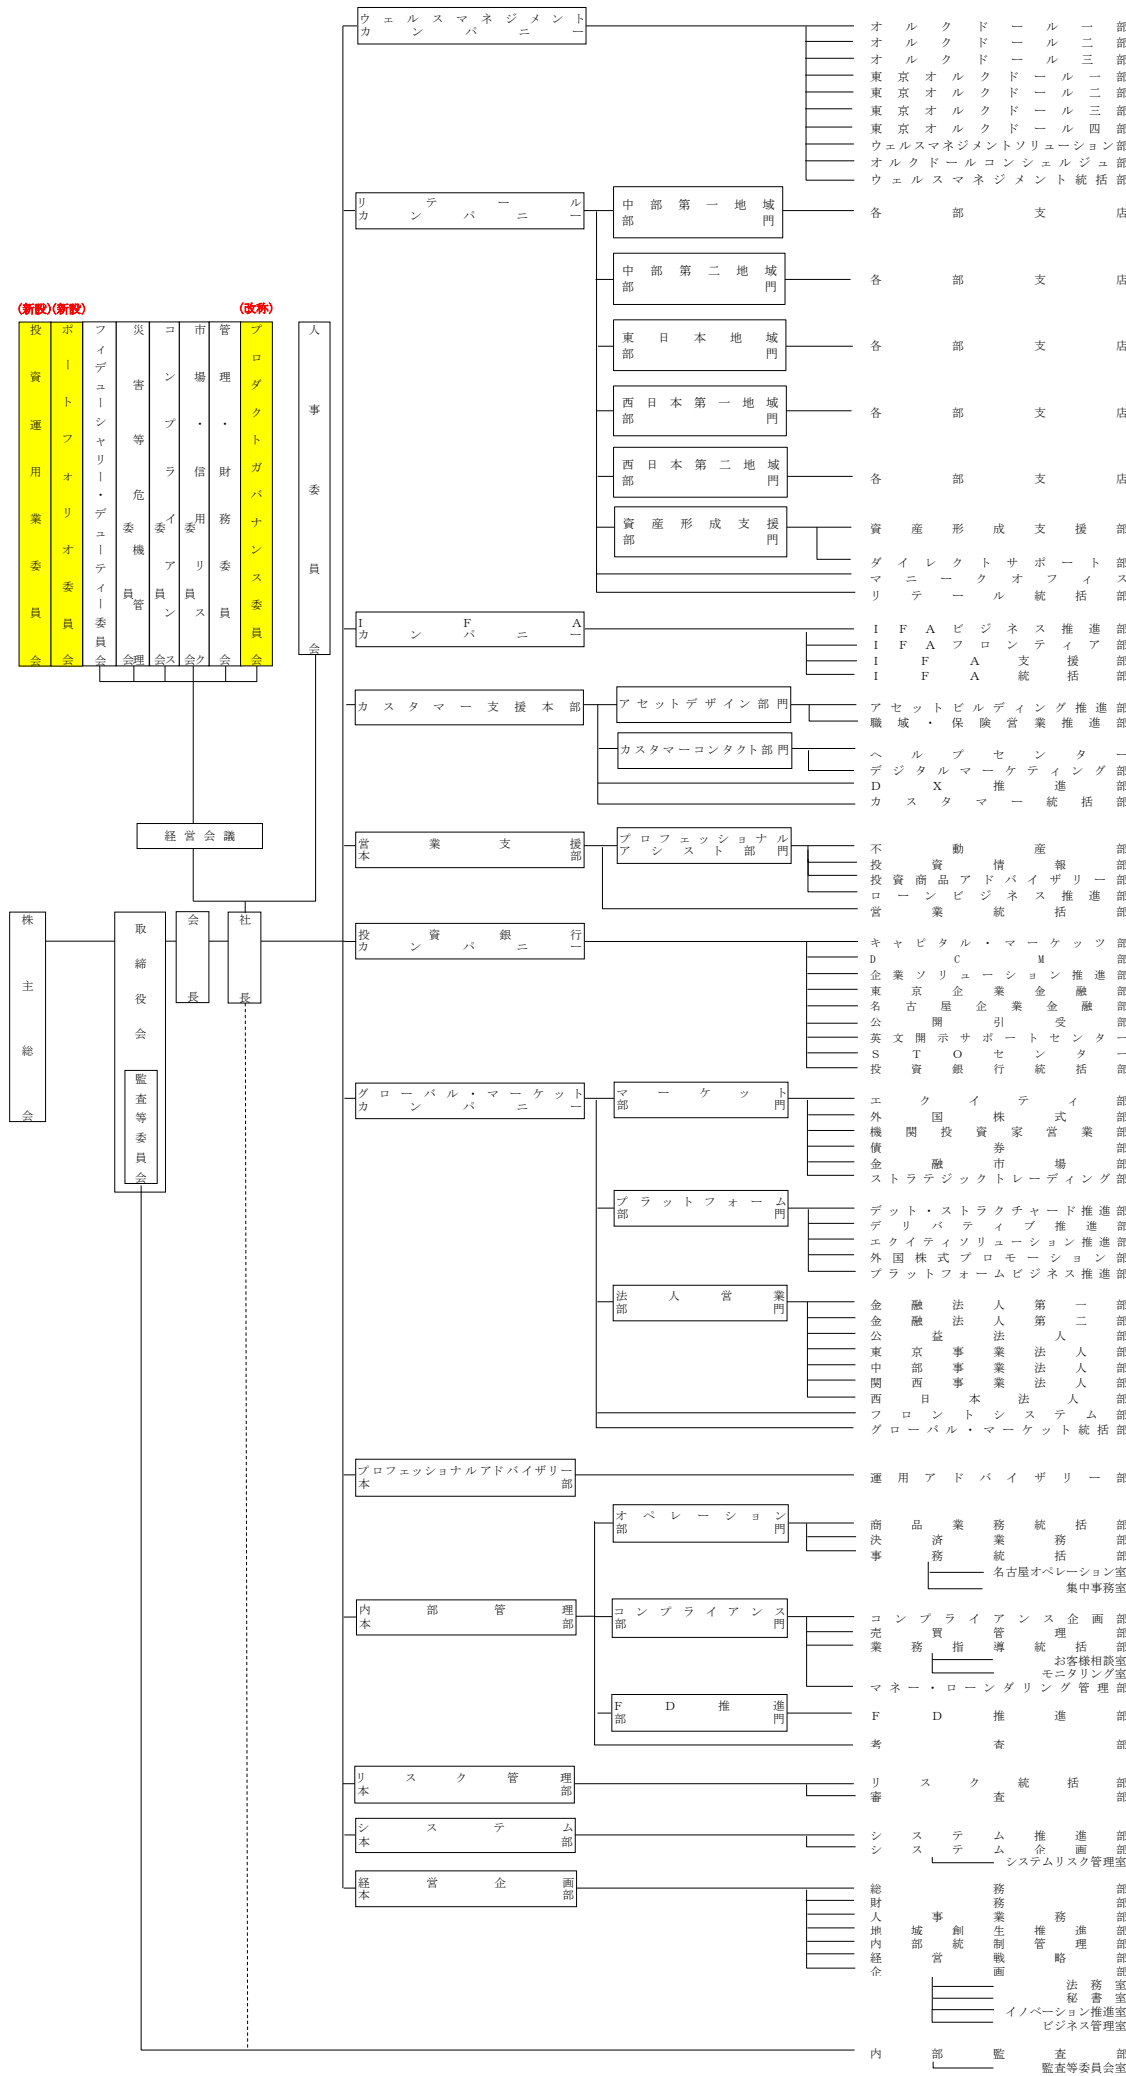 ウェルスマネジメント
カンパニー
オルクドール一部
オルクドール二部
オルクドール三部
東京オルクドール一部
東京オルクドール二部
東京オルクドール三部
東京オルクドール四部
ウェルスマネジメントソリューション部
オルクドールコンシェルジュ部
ウェルスマネジメント統括部
リテール
カンパニー
中部第一地域
部門
各部支店
中部第二地域
部門
各部支店
東日本地域
部門
各部支店
西日本第一地域
部門
各部支店
西日本第二地域
部門
各部支店
資産形成支援
部門
資産形成支援部
ダイレクトサポート部
マニークオフィス
リテール統括部
(新設)
(新設)
(改称)
投資運用業委員会
ポートフォリオ委員会
フィデューシャリー・デューティー委員会
災害等危機管理
委員会
コンプライアンス
委員会
市場・信用リスク
委員会
管理・財務委員会
プロダクトガバナンス委員会
人事委員会
IFA
カンパニー
IFAビジネス推進部
IFAフロンティア部
IFA支援部
IFA統括部
カスタマー支援本部
アセットデザイン部門
アセットビルディング推進部
職域・保険営業推進部
カスタマーコンタクト部門
ヘルプセンター
デジタルマーケティング部
DX推進部
カスタマー統括部
経営会議
営業支援
本部
プロフェッショナル
アシスト部門
不動産部
投資情報部
投資商品アドバイザリー部
ローンビジネス推進部
営業統括部
株主総会
取締役会
監査等委員会
会長
社長
投資銀行
カンパニー
キャピタル・マーケッツ部
DCM部
企業ソリューション推進部
東京企業金融部
名古屋企業金融部
公開引受部
英文開示サポートセンター
STOセンター
投資銀行統括部
グローバル・マーケット
カンパニー
マーケット
部門
エクイティ部
外国株式部
機関投資家営業部
債券部
金融市場部
ストラテジックトレーディング部
プラットフォーム
部門
デット・ストラクチャード推進部
デリバティブ推進部
エクイティソリューション推進部
外国株式プロモーション部
プラットフォームビジネス推進部
法人営業
部門
金融法人第一部
金融法人第二部
公益法人部
東京事業法人部
中部事業法人部
関西事業法人部
西日本法人部
フロントシステム部
グローバル・マーケット統括部
プロフェッショナルアドバイザリー
本部
運用アドバイザリー部
内部管理
本部
オペレーション
部門
商品業務統括部
決済業務部
事務統括部
名古屋オペレーション室
集中事務室
コンプライアンス
部門
コンプライアンス企画部
売買管理部
業務指導統括部
お客様相談室
モニタリング室
マネー・ローンダリング管理部
FD推進
部門
FD推進部
考査部
リスク管理
本部
リスク統括部
審査部
システム
本部
システム推進部
システム企画部
システムリスク管理室
経営企画
本部
総務部
財務部
人事業務部
地域創生推進部
内部統制管理部
経営戦略部
企画部
法務室
秘書室
イノベーション推進室
ビジネス管理室
内部監査部
監査等委員会室